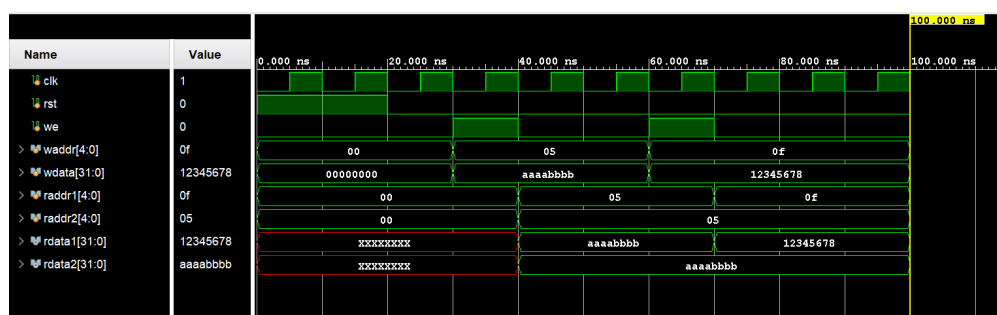 100.000 ns
Name Value
0.000 ns 20.000 ns 40.000 ns 60.000 ns 80.000 ns 100.000 ns
clk 1
rst 0
we 0
waddr[4:0] 0f 00 05 0f
wdata[31:0] 12345678 00000000 aaaabbbb 12345678
raddr1[4:0] 0f 00 05 0f
raddr2[4:0] 05 00 05
rdata1[31:0] 12345678 XXXXXXXX aaaabbbb 12345678
rdata2[31:0] aaaabbbb XXXXXXXX aaaabbbb